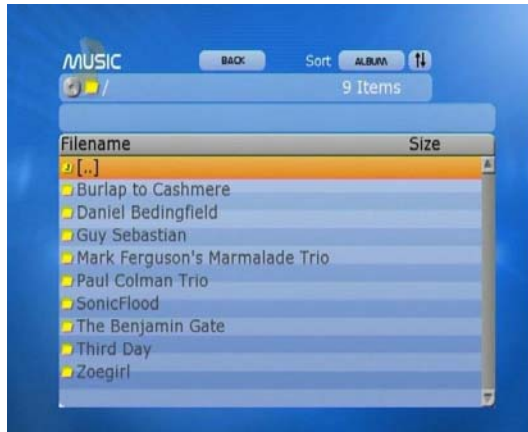 MUSIC BACK Sort ALBUM
/ 9 Items
Filename Size
[..]
Burlap to Cashmere
Daniel Bedingfield
Guy Sebastian
Mark Ferguson's Marmalade Trio
Paul Colman Trio
SonicFlood
The Benjamin Gate
Third Day
Zoegirl